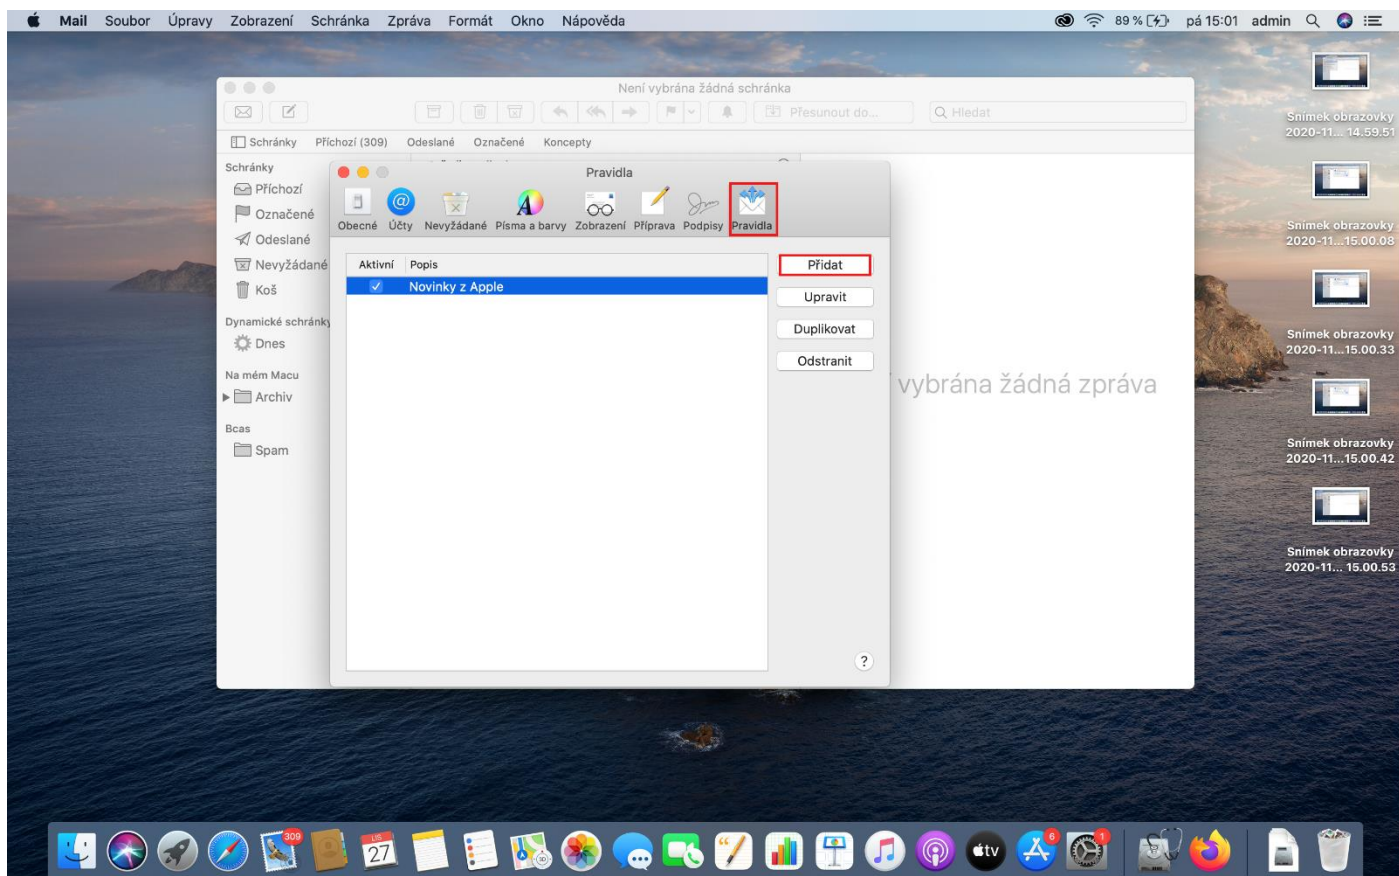 Mail Soubor Úpravy Zobrazení Schránka Zpráva Formát Okno Nápověda 89 % pá 15:01 admin
Není vybrána žádná schránka
Přesunout do... Hledat
Schránky Příchozí (309) Odeslané Označené Koncepty
Schránky
Příchozí
Označené
Odeslané
Nevyžádané
Koš
Dynamické schránky
Dnes
Na mém Macu
Archiv
Bcas
Spam
Pravidla
Obecné Účty Nevyžádané Písma a barvy Zobrazení Příprava Podpisy Pravidla
Aktivní Popis
Novinky z Apple
Přidat
Upravit
Duplikovat
Odstranit
?
vybrána žádná zpráva
Snímek obrazovky
2020-11... 14.59.51
Snímek obrazovky
2020-11...15.00.08
Snímek obrazovky
2020-11...15.00.33
Snímek obrazovky
2020-11...15.00.42
Snímek obrazovky
2020-11... 15.00.53
309
LIS
27
tv
6
1